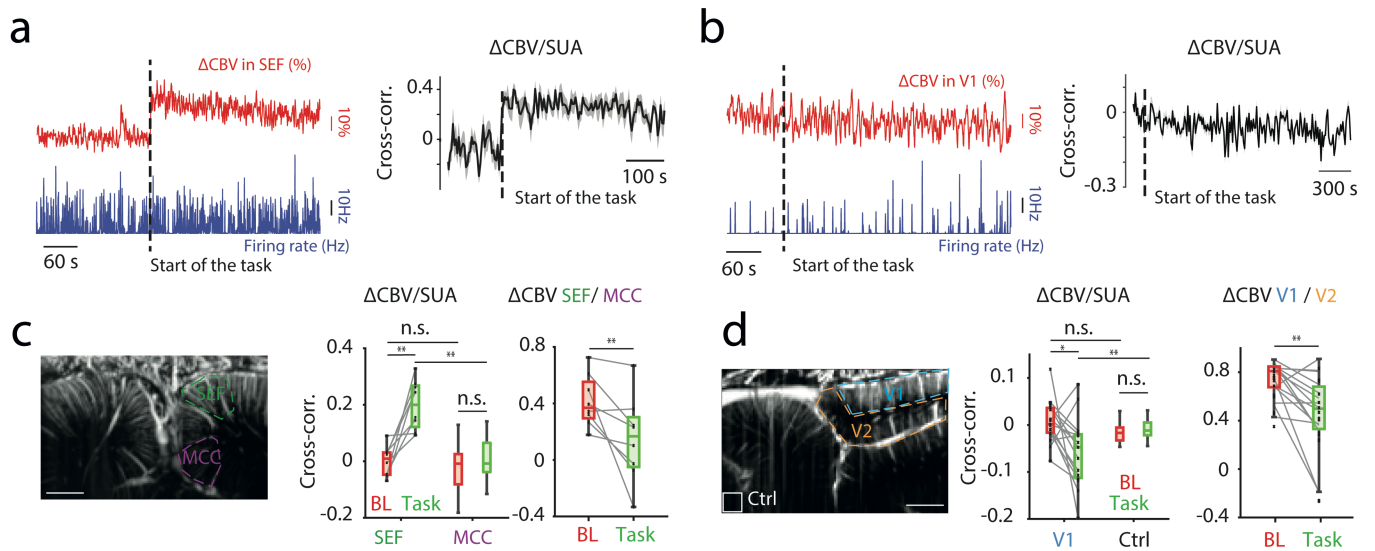 a
ΔCBV in SEF (%)
10%
10Hz
Firing rate (Hz)
60 s
Start of the task
ΔCBV/SUA
Cross-corr.
0.4
0
100 s
Start of the task
b
ΔCBV in V1 (%)
10%
10Hz
Firing rate (Hz)
60 s
Start of the task
ΔCBV/SUA
Cross-corr.
0
-0.3
300 s
Start of the task
c
SEF
MCC
ΔCBV/SUA
n.s.
**
**
n.s.
Cross-corr.
0.4
0.2
0
-0.2
BL Task
SEF MCC
ΔCBV SEF/ MCC
**
0.8
0.4
0
-0.4
BL Task
d
V1
V2
Ctrl
ΔCBV/SUA
n.s.
*
**
n.s.
Cross-corr.
0.1
0
-0.1
-0.2
BL
Task
V1 Ctrl
ΔCBV V1 / V2
**
0.8
0.4
0
-0.4
BL Task